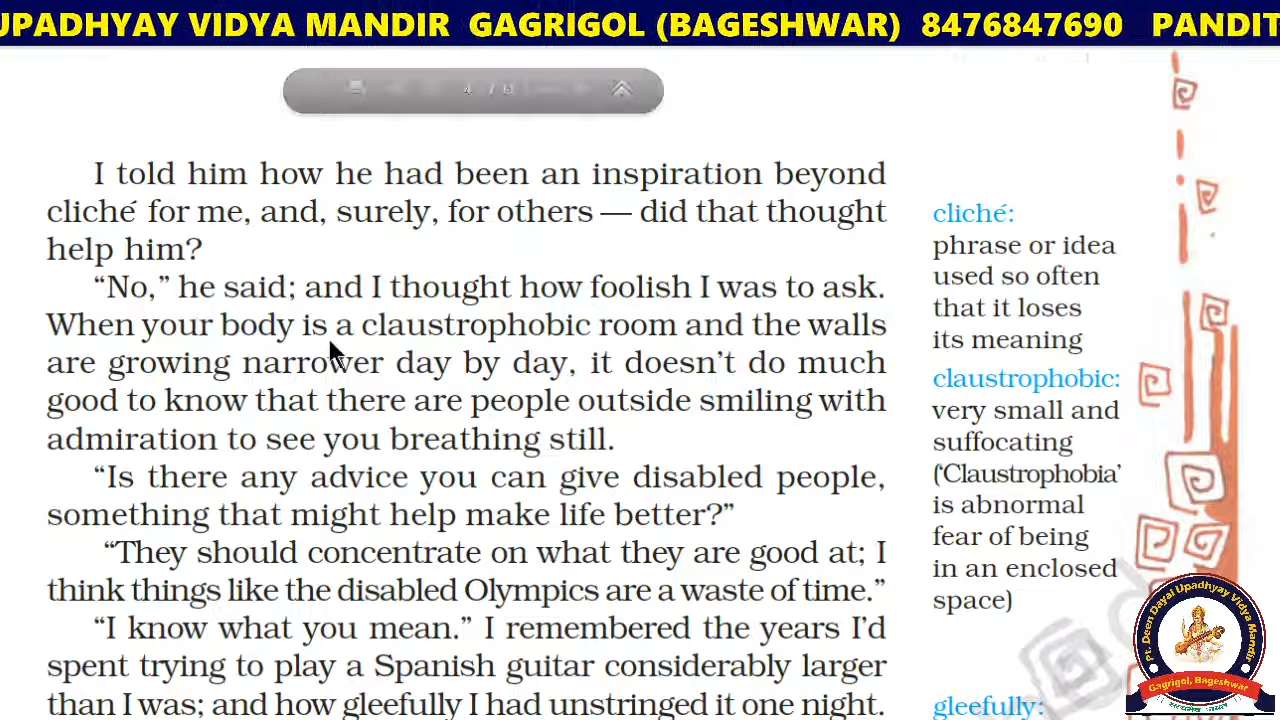 UPADHYAY VIDYA MANDIR GAGRIGOL (BAGESHWAR) 8476847690 PANDIT
4 / 11
I told him how he had been an inspiration beyond
cliché for me, and, surely, for others — did that thought
help him?
“No,” he said; and I thought how foolish I was to ask.
When your body is a claustrophobic room and the walls
are growing narrower day by day, it doesn’t do much
good to know that there are people outside smiling with
admiration to see you breathing still.
“Is there any advice you can give disabled people,
something that might help make life better?”
“They should concentrate on what they are good at; I
think things like the disabled Olympics are a waste of time.”
“I know what you mean.” I remembered the years I’d
spent trying to play a Spanish guitar considerably larger
than I was; and how gleefully I had unstringed it one night.
cliché:
phrase or idea
used so often
that it loses
its meaning
claustrophobic:
very small and
suffocating
(‘Claustrophobia’
is abnormal
fear of being
in an enclosed
space)
gleefully:
Pt. Deen Dayal Upadhyay Vidya Mandir
Gagrigol, Bageshwar